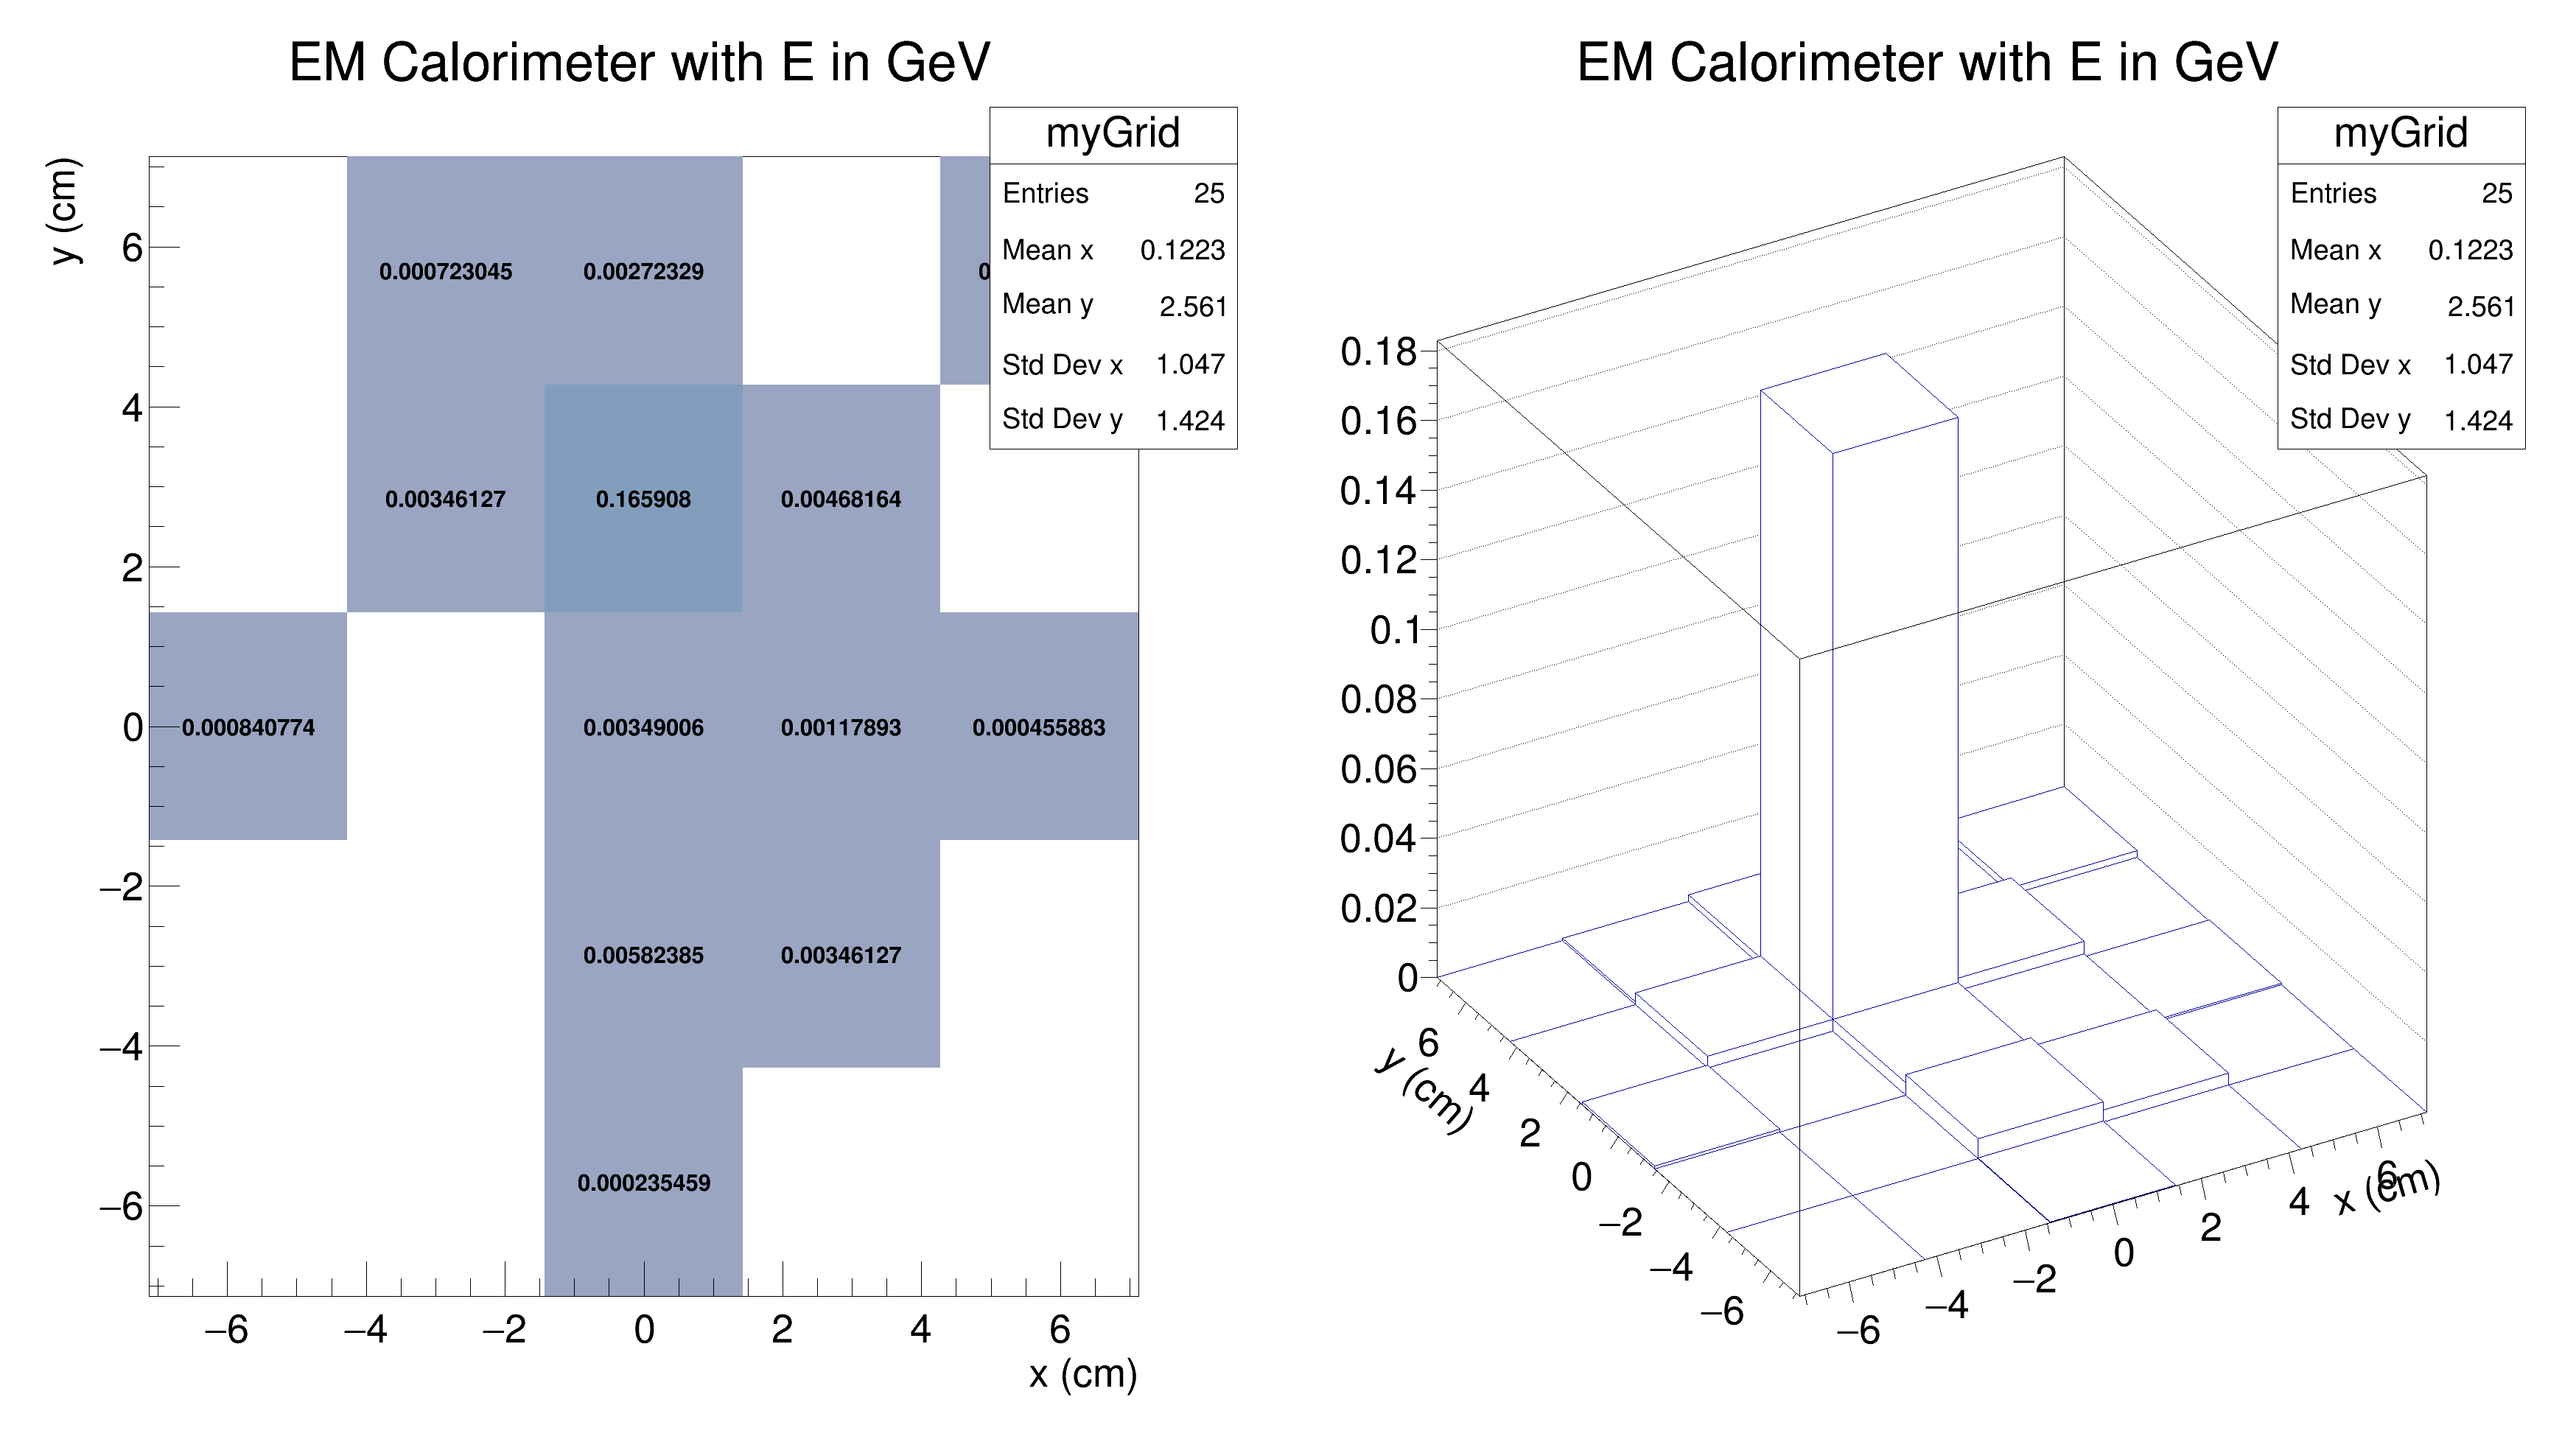 EM Calorimeter with E in GeV
myGrid
Entries 25
Mean x 0.1223
Mean y 2.561
Std Dev x 1.047
Std Dev y 1.424
y (cm)
6
4
2
0
−2
−4
−6
0.000723045 0.00272329 0
0.00346127 0.165908 0.00468164
0.000840774 0.00349006 0.00117893 0.000455883
0.00582385 0.00346127
0.000235459
−6 −4 −2 0 2 4 6
x (cm)
EM Calorimeter with E in GeV
myGrid
Entries 25
Mean x 0.1223
Mean y 2.561
Std Dev x 1.047
Std Dev y 1.424
0.18
0.16
0.14
0.12
0.1
0.08
0.06
0.04
0.02
0
6
4
2
0
−2
−4
−6
y (cm)
−6 −4 −2 0 2 4 6
x (cm)